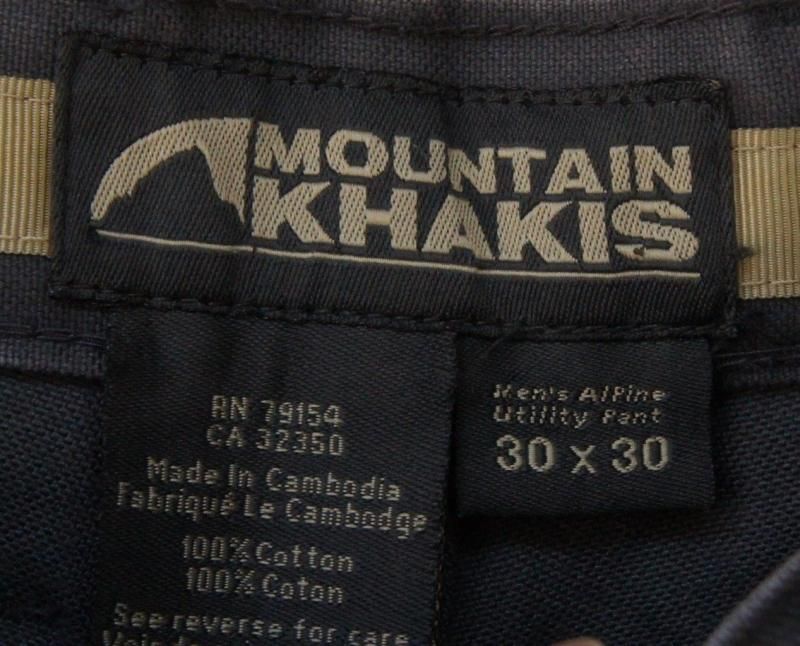 MOUNTAIN
KHAKIS
RN 79154
CA 32350
Made In Cambodia
Fabriqué Le Cambodge
100% Cotton
100% Coton
See reverse for care
Men's Alpine
Utility Pant
30 x 30